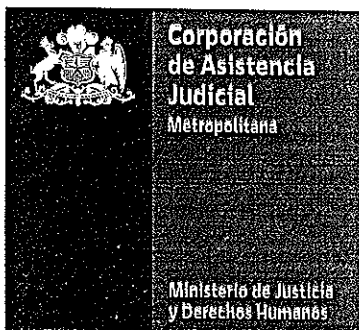 Corporación
de Asistencia
Judicial
Metropolitana
Ministerio de Justicia
y Derechos Humanos